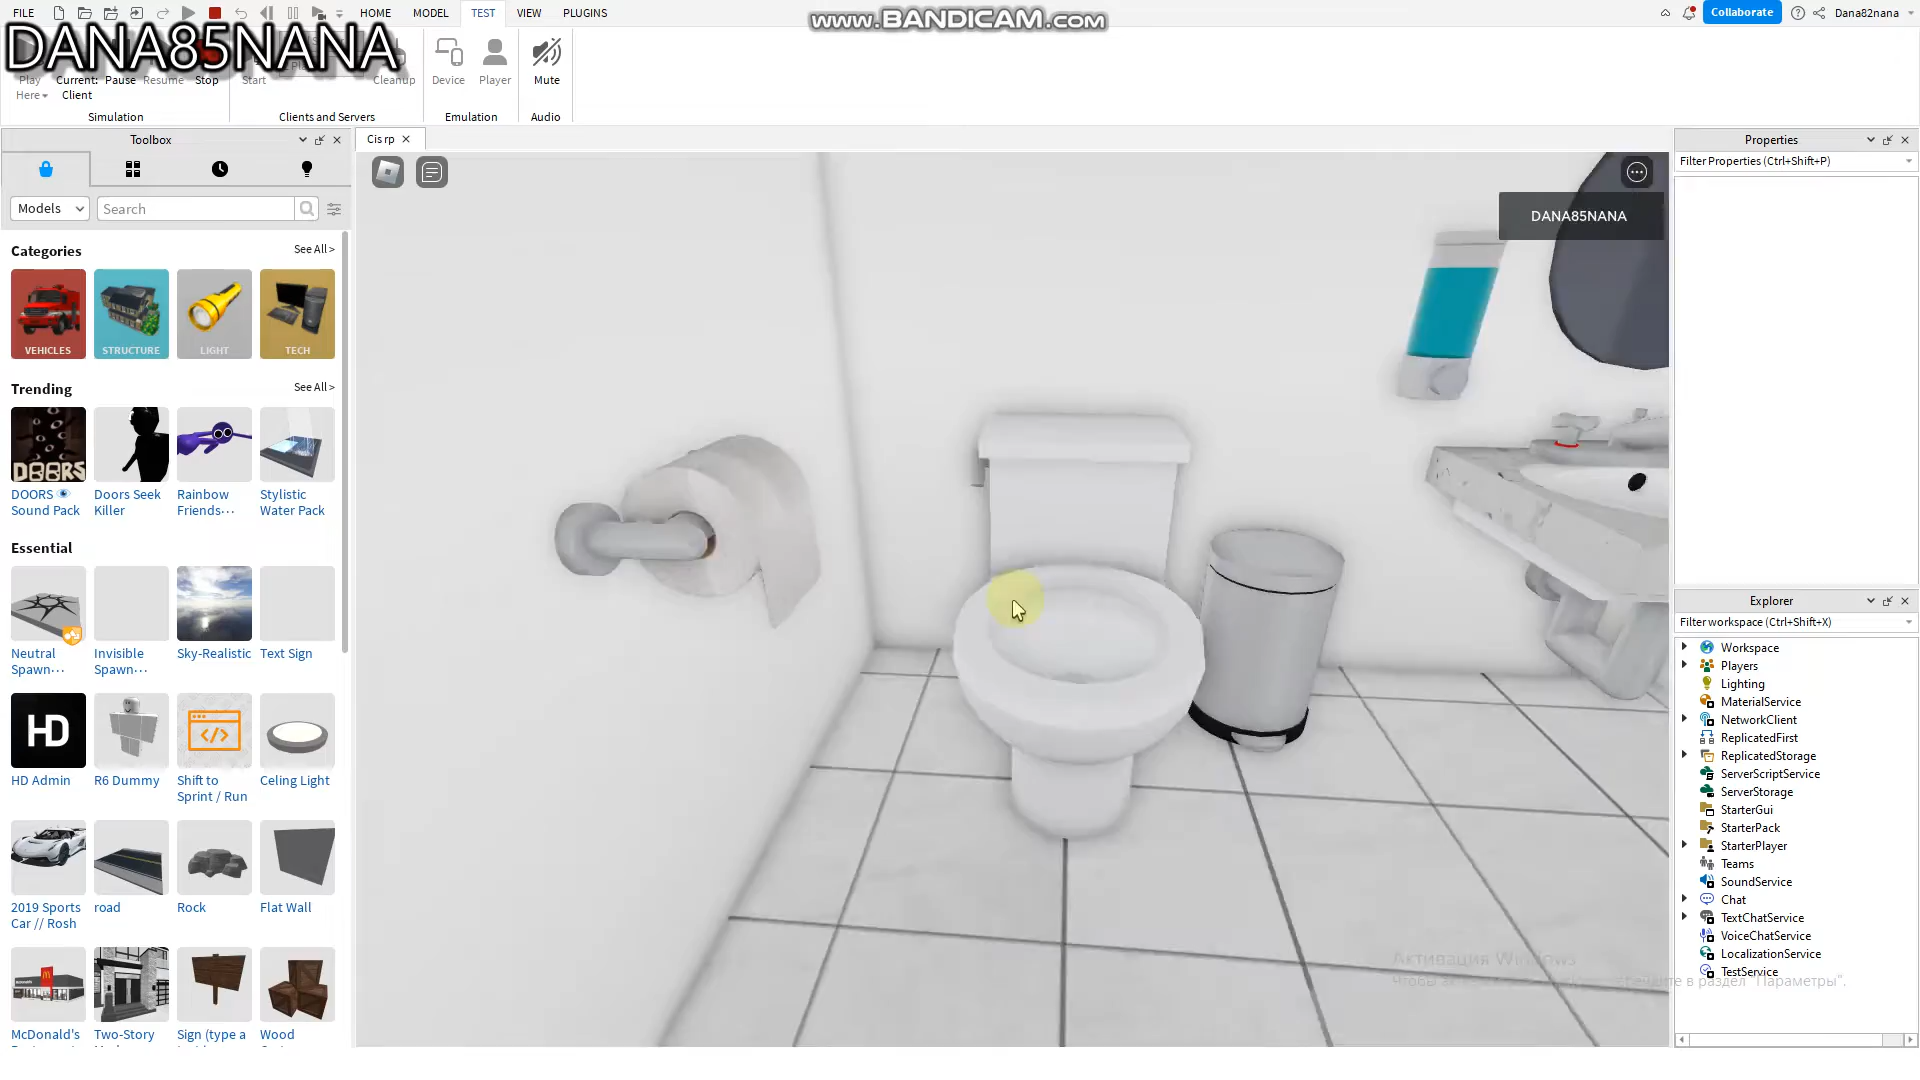 FILE HOME MODEL TEST VIEW PLUGINS
www.BANDICAM.com
Collaborate Dana82nana
DANA85NANA
Play Here
Current: Client
Pause Resume Stop
Start
Cleanup
Device Player
Mute
Simulation Clients and Servers Emulation Audio
Toolbox
Cis rp
Properties
Models
Search
Filter Properties (Ctrl+Shift+P)
DANA85NANA
Categories See All >
VEHICLES STRUCTURE LIGHT TECH
Trending See All >
DOORS
DOORS Sound Pack
Doors Seek Killer
Rainbow Friends...
Stylistic Water Pack
Essential
Neutral Spawn...
Invisible Spawn...
Sky-Realistic
Text Sign
HD
HD Admin
R6 Dummy
Shift to Sprint / Run
Celing Light
2019 Sports Car // Rosh
road
Rock
Flat Wall
McDonald's
Two-Story
Sign (type a
Wood
Explorer
Filter workspace (Ctrl+Shift+X)
Workspace
Players
Lighting
MaterialService
NetworkClient
ReplicatedFirst
ReplicatedStorage
ServerScriptService
ServerStorage
StarterGui
StarterPack
StarterPlayer
Teams
SoundService
Chat
TextChatService
VoiceChatService
LocalizationService
TestService
Активация Windows
в раздел "Параметры".